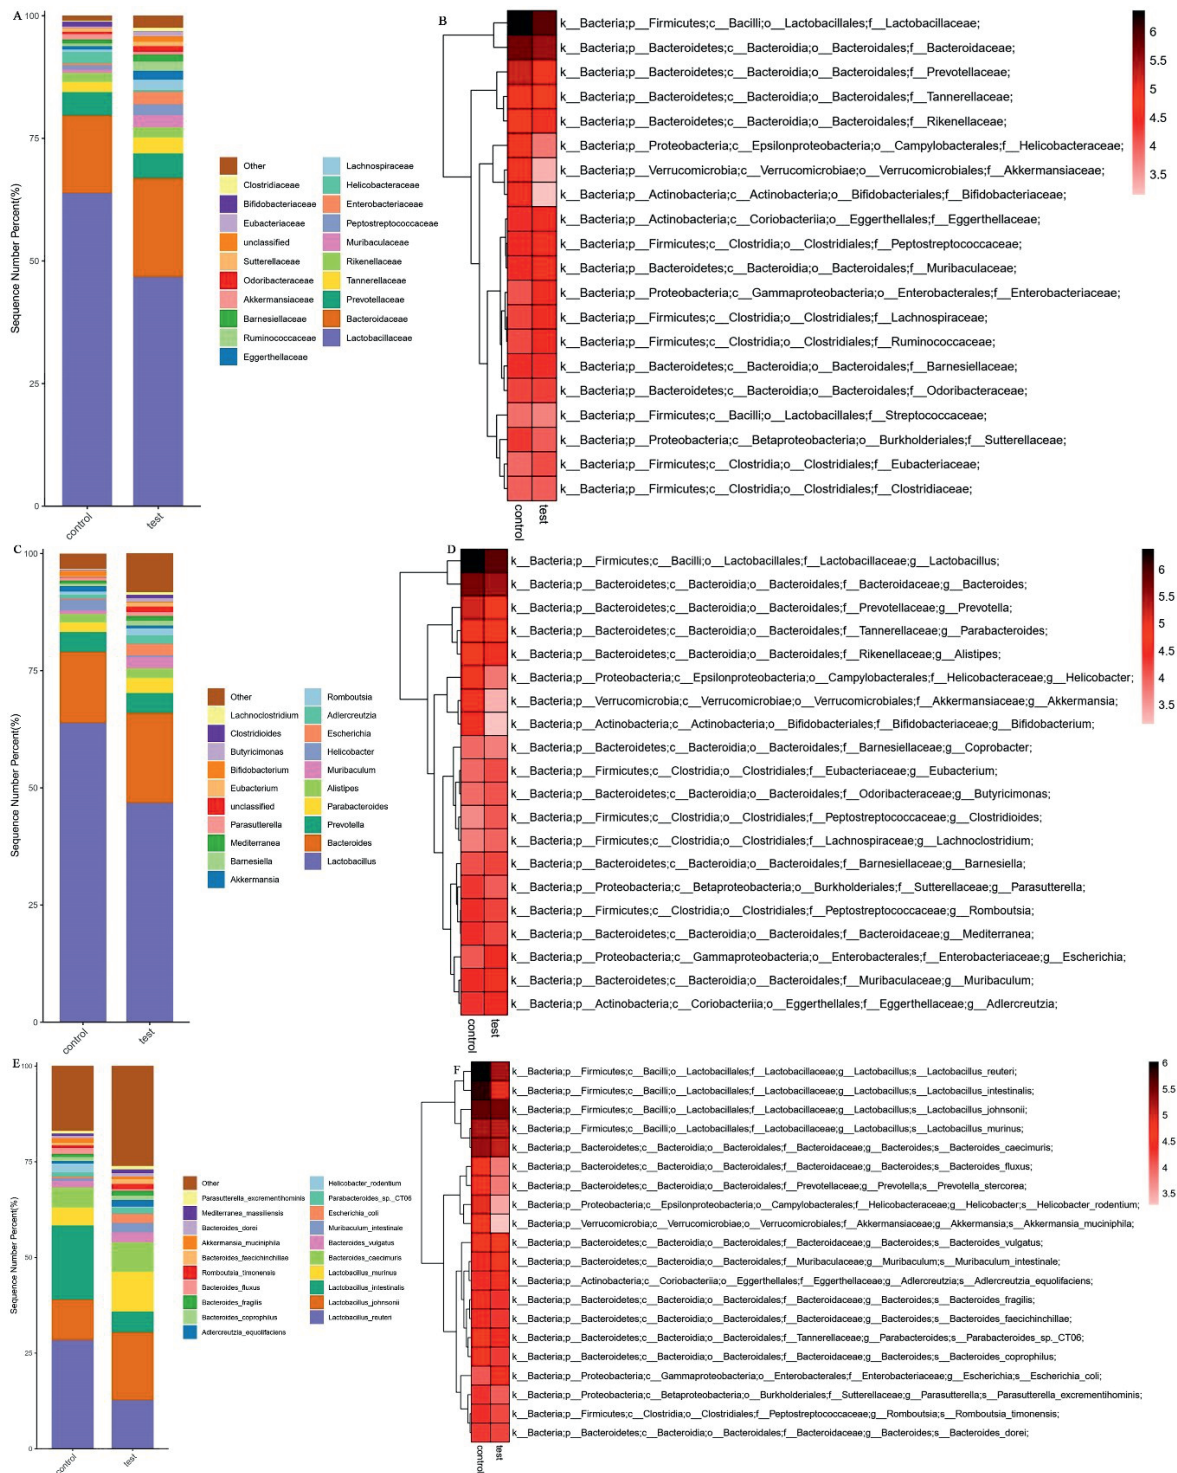 A
100
75
50
25
0
Sequence Number Percent(%)
control
test
Other
Clostridiaceae
Bifidobacteriaceae
Eubacteriaceae
unclassified
Sutterellaceae
Odoribacteraceae
Akkermansiaceae
Barnesiellaceae
Ruminococcaceae
Eggerthellaceae
Lachnospiraceae
Helicobacteraceae
Enterobacteriaceae
Peptostreptococcaceae
Muribaculaceae
Rikenellaceae
Tannerellaceae
Prevotellaceae
Bacteroidaceae
Lactobacillaceae
B
k__Bacteria;p__Firmicutes;c__Bacilli;o__Lactobacillales;f__Lactobacillaceae;
k__Bacteria;p__Bacteroidetes;c__Bacteroidia;o__Bacteroidales;f__Bacteroidaceae;
k__Bacteria;p__Bacteroidetes;c__Bacteroidia;o__Bacteroidales;f__Prevotellaceae;
k__Bacteria;p__Bacteroidetes;c__Bacteroidia;o__Bacteroidales;f__Tannerellaceae;
k__Bacteria;p__Bacteroidetes;c__Bacteroidia;o__Bacteroidales;f__Rikenellaceae;
k__Bacteria;p__Proteobacteria;c__Epsilonproteobacteria;o__Campylobacterales;f__Helicobacteraceae;
k__Bacteria;p__Verrucomicrobia;c__Verrucomicrobiae;o__Verrucomicrobiales;f__Akkermansiaceae;
k__Bacteria;p__Actinobacteria;c__Actinobacteria;o__Bifidobacteriales;f__Bifidobacteriaceae;
k__Bacteria;p__Actinobacteria;c__Coriobacteriia;o__Eggerthellales;f__Eggerthellaceae;
k__Bacteria;p__Firmicutes;c__Clostridia;o__Clostridiales;f__Peptostreptococcaceae;
k__Bacteria;p__Bacteroidetes;c__Bacteroidia;o__Bacteroidales;f__Muribaculaceae;
k__Bacteria;p__Proteobacteria;c__Gammaproteobacteria;o__Enterobacterales;f__Enterobacteriaceae;
k__Bacteria;p__Firmicutes;c__Clostridia;o__Clostridiales;f__Lachnospiraceae;
k__Bacteria;p__Firmicutes;c__Clostridia;o__Clostridiales;f__Ruminococcaceae;
k__Bacteria;p__Bacteroidetes;c__Bacteroidia;o__Bacteroidales;f__Barnesiellaceae;
k__Bacteria;p__Bacteroidetes;c__Bacteroidia;o__Bacteroidales;f__Odoribacteraceae;
k__Bacteria;p__Firmicutes;c__Bacilli;o__Lactobacillales;f__Streptococcaceae;
k__Bacteria;p__Proteobacteria;c__Betaproteobacteria;o__Burkholderiales;f__Sutterellaceae;
k__Bacteria;p__Firmicutes;c__Clostridia;o__Clostridiales;f__Eubacteriaceae;
k__Bacteria;p__Firmicutes;c__Clostridia;o__Clostridiales;f__Clostridiaceae;
control
test
6
5.5
5
4.5
4
3.5
C
100
75
50
25
0
Sequence Number Percent(%)
control
test
Other
Lachnoclostridium
Clostridioides
Butyricimonas
Bifidobacterium
Eubacterium
unclassified
Parasutterella
Mediterranea
Barnesiella
Akkermansia
Romboutsia
Adlercreutzia
Escherichia
Helicobacter
Muribaculum
Alistipes
Parabacteroides
Prevotella
Bacteroides
Lactobacillus
D
k__Bacteria;p__Firmicutes;c__Bacilli;o__Lactobacillales;f__Lactobacillaceae;g__Lactobacillus;
k__Bacteria;p__Bacteroidetes;c__Bacteroidia;o__Bacteroidales;f__Bacteroidaceae;g__Bacteroides;
k__Bacteria;p__Bacteroidetes;c__Bacteroidia;o__Bacteroidales;f__Prevotellaceae;g__Prevotella;
k__Bacteria;p__Bacteroidetes;c__Bacteroidia;o__Bacteroidales;f__Tannerellaceae;g__Parabacteroides;
k__Bacteria;p__Bacteroidetes;c__Bacteroidia;o__Bacteroidales;f__Rikenellaceae;g__Alistipes;
k__Bacteria;p__Proteobacteria;c__Epsilonproteobacteria;o__Campylobacterales;f__Helicobacteraceae;g__Helicobacter;
k__Bacteria;p__Verrucomicrobia;c__Verrucomicrobiae;o__Verrucomicrobiales;f__Akkermansiaceae;g__Akkermansia;
k__Bacteria;p__Actinobacteria;c__Actinobacteria;o__Bifidobacteriales;f__Bifidobacteriaceae;g__Bifidobacterium;
k__Bacteria;p__Bacteroidetes;c__Bacteroidia;o__Bacteroidales;f__Barnesiellaceae;g__Coprobacter;
k__Bacteria;p__Firmicutes;c__Clostridia;o__Clostridiales;f__Eubacteriaceae;g__Eubacterium;
k__Bacteria;p__Bacteroidetes;c__Bacteroidia;o__Bacteroidales;f__Odoribacteraceae;g__Butyricimonas;
k__Bacteria;p__Firmicutes;c__Clostridia;o__Clostridiales;f__Peptostreptococcaceae;g__Clostridioides;
k__Bacteria;p__Firmicutes;c__Clostridia;o__Clostridiales;f__Lachnospiraceae;g__Lachnoclostridium;
k__Bacteria;p__Bacteroidetes;c__Bacteroidia;o__Bacteroidales;f__Barnesiellaceae;g__Barnesiella;
k__Bacteria;p__Proteobacteria;c__Betaproteobacteria;o__Burkholderiales;f__Sutterellaceae;g__Parasutterella;
k__Bacteria;p__Firmicutes;c__Clostridia;o__Clostridiales;f__Peptostreptococcaceae;g__Romboutsia;
k__Bacteria;p__Bacteroidetes;c__Bacteroidia;o__Bacteroidales;f__Bacteroidaceae;g__Mediterranea;
k__Bacteria;p__Proteobacteria;c__Gammaproteobacteria;o__Enterobacterales;f__Enterobacteriaceae;g__Escherichia;
k__Bacteria;p__Bacteroidetes;c__Bacteroidia;o__Bacteroidales;f__Muribaculaceae;g__Muribaculum;
k__Bacteria;p__Actinobacteria;c__Coriobacteriia;o__Eggerthellales;f__Eggerthellaceae;g__Adlercreutzia;
control
test
6
5.5
5
4.5
4
3.5
E
100
75
50
25
0
Sequence Number Percent(%)
control
test
Other
Parasutterella_excrementihominis
Mediterranea_massiliensis
Bacteroides_dorei
Akkermansia_muciniphila
Bacteroides_faecichinchillae
Romboutsia_timonensis
Bacteroides_fluxus
Bacteroides_fragilis
Bacteroides_coprophilus
Adlercreutzia_equolifaciens
Helicobacter_rodentium
Parabacteroides_sp._CT06
Escherichia_coli
Muribaculum_intestinale
Bacteroides_vulgatus
Bacteroides_caecimuris
Lactobacillus_murinus
Lactobacillus_intestinalis
Lactobacillus_johnsonii
Lactobacillus_reuteri
F
k__Bacteria;p__Firmicutes;c__Bacilli;o__Lactobacillales;f__Lactobacillaceae;g__Lactobacillus;s__Lactobacillus_reuteri;
k__Bacteria;p__Firmicutes;c__Bacilli;o__Lactobacillales;f__Lactobacillaceae;g__Lactobacillus;s__Lactobacillus_intestinalis;
k__Bacteria;p__Firmicutes;c__Bacilli;o__Lactobacillales;f__Lactobacillaceae;g__Lactobacillus;s__Lactobacillus_johnsonii;
k__Bacteria;p__Firmicutes;c__Bacilli;o__Lactobacillales;f__Lactobacillaceae;g__Lactobacillus;s__Lactobacillus_murinus;
k__Bacteria;p__Bacteroidetes;c__Bacteroidia;o__Bacteroidales;f__Bacteroidaceae;g__Bacteroides;s__Bacteroides_caecimuris;
k__Bacteria;p__Bacteroidetes;c__Bacteroidia;o__Bacteroidales;f__Bacteroidaceae;g__Bacteroides;s__Bacteroides_fluxus;
k__Bacteria;p__Bacteroidetes;c__Bacteroidia;o__Bacteroidales;f__Prevotellaceae;g__Prevotella;s__Prevotella_stercorea;
k__Bacteria;p__Proteobacteria;c__Epsilonproteobacteria;o__Campylobacterales;f__Helicobacteraceae;g__Helicobacter;s__Helicobacter_rodentium;
k__Bacteria;p__Verrucomicrobia;c__Verrucomicrobiae;o__Verrucomicrobiales;f__Akkermansiaceae;g__Akkermansia;s__Akkermansia_muciniphila;
k__Bacteria;p__Bacteroidetes;c__Bacteroidia;o__Bacteroidales;f__Bacteroidaceae;g__Bacteroides;s__Bacteroides_vulgatus;
k__Bacteria;p__Bacteroidetes;c__Bacteroidia;o__Bacteroidales;f__Muribaculaceae;g__Muribaculum;s__Muribaculum_intestinale;
k__Bacteria;p__Actinobacteria;c__Coriobacteriia;o__Eggerthellales;f__Eggerthellaceae;g__Adlercreutzia;s__Adlercreutzia_equolifaciens;
k__Bacteria;p__Bacteroidetes;c__Bacteroidia;o__Bacteroidales;f__Bacteroidaceae;g__Bacteroides;s__Bacteroides_fragilis;
k__Bacteria;p__Bacteroidetes;c__Bacteroidia;o__Bacteroidales;f__Bacteroidaceae;g__Bacteroides;s__Bacteroides_faecichinchillae;
k__Bacteria;p__Bacteroidetes;c__Bacteroidia;o__Bacteroidales;f__Tannerellaceae;g__Parabacteroides;s__Parabacteroides_sp._CT06;
k__Bacteria;p__Bacteroidetes;c__Bacteroidia;o__Bacteroidales;f__Bacteroidaceae;g__Bacteroides;s__Bacteroides_coprophilus;
k__Bacteria;p__Proteobacteria;c__Gammaproteobacteria;o__Enterobacterales;f__Enterobacteriaceae;g__Escherichia;s__Escherichia_coli;
k__Bacteria;p__Proteobacteria;c__Betaproteobacteria;o__Burkholderiales;f__Sutterellaceae;g__Parasutterella;s__Parasutterella_excrementihominis;
k__Bacteria;p__Firmicutes;c__Clostridia;o__Clostridiales;f__Peptostreptococcaceae;g__Romboutsia;s__Romboutsia_timonensis;
k__Bacteria;p__Bacteroidetes;c__Bacteroidia;o__Bacteroidales;f__Bacteroidaceae;g__Bacteroides;s__Bacteroides_dorei;
control
test
6
5.5
5
4.5
4
3.5